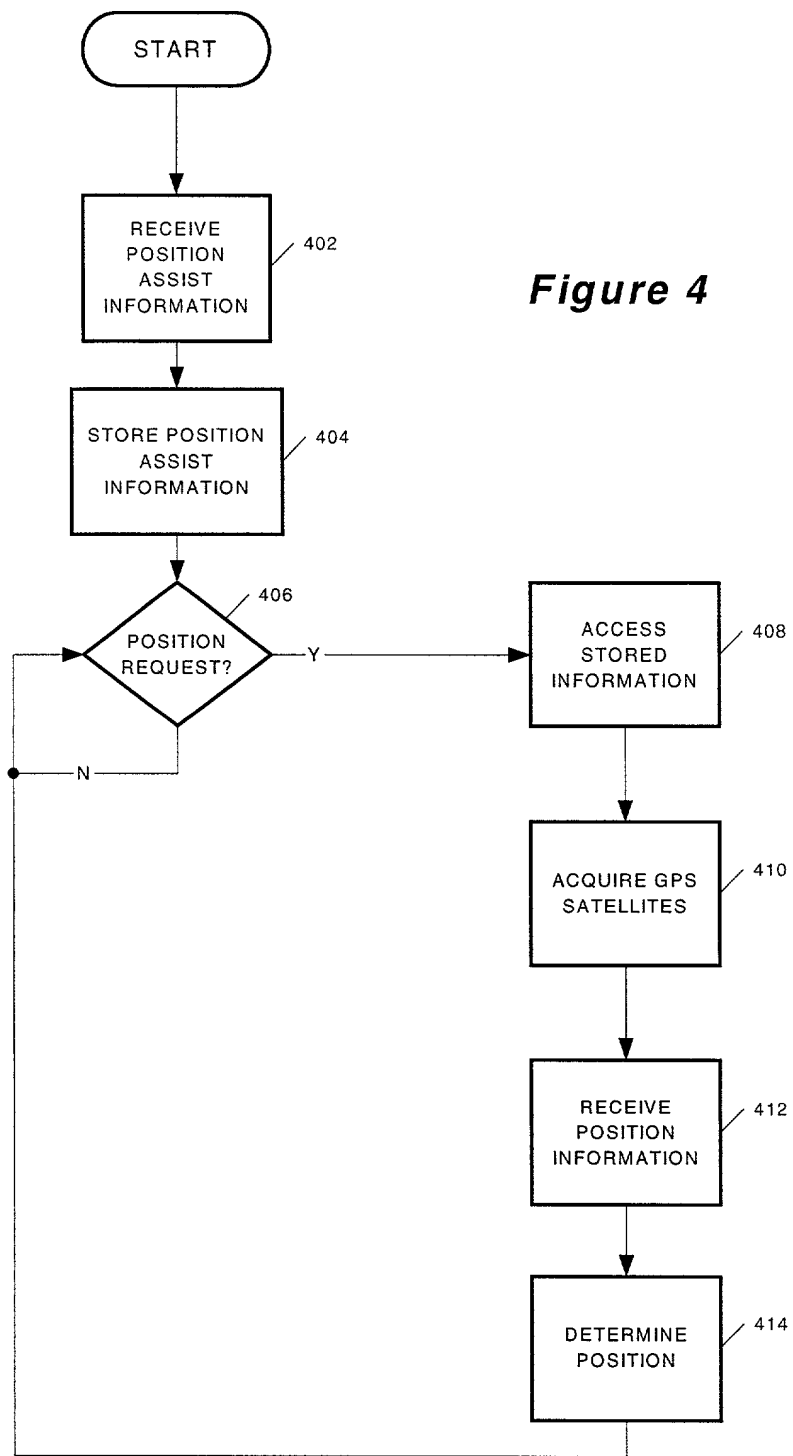 START
RECEIVE
POSITION
ASSIST
INFORMATION
402
Figure 4
STORE POSITION
ASSIST
INFORMATION
404
406
POSITION
REQUEST?
Y
N
ACCESS
STORED
INFORMATION
408
ACQUIRE GPS
SATELLITES
410
RECEIVE
POSITION
INFORMATION
412
DETERMINE
POSITION
414